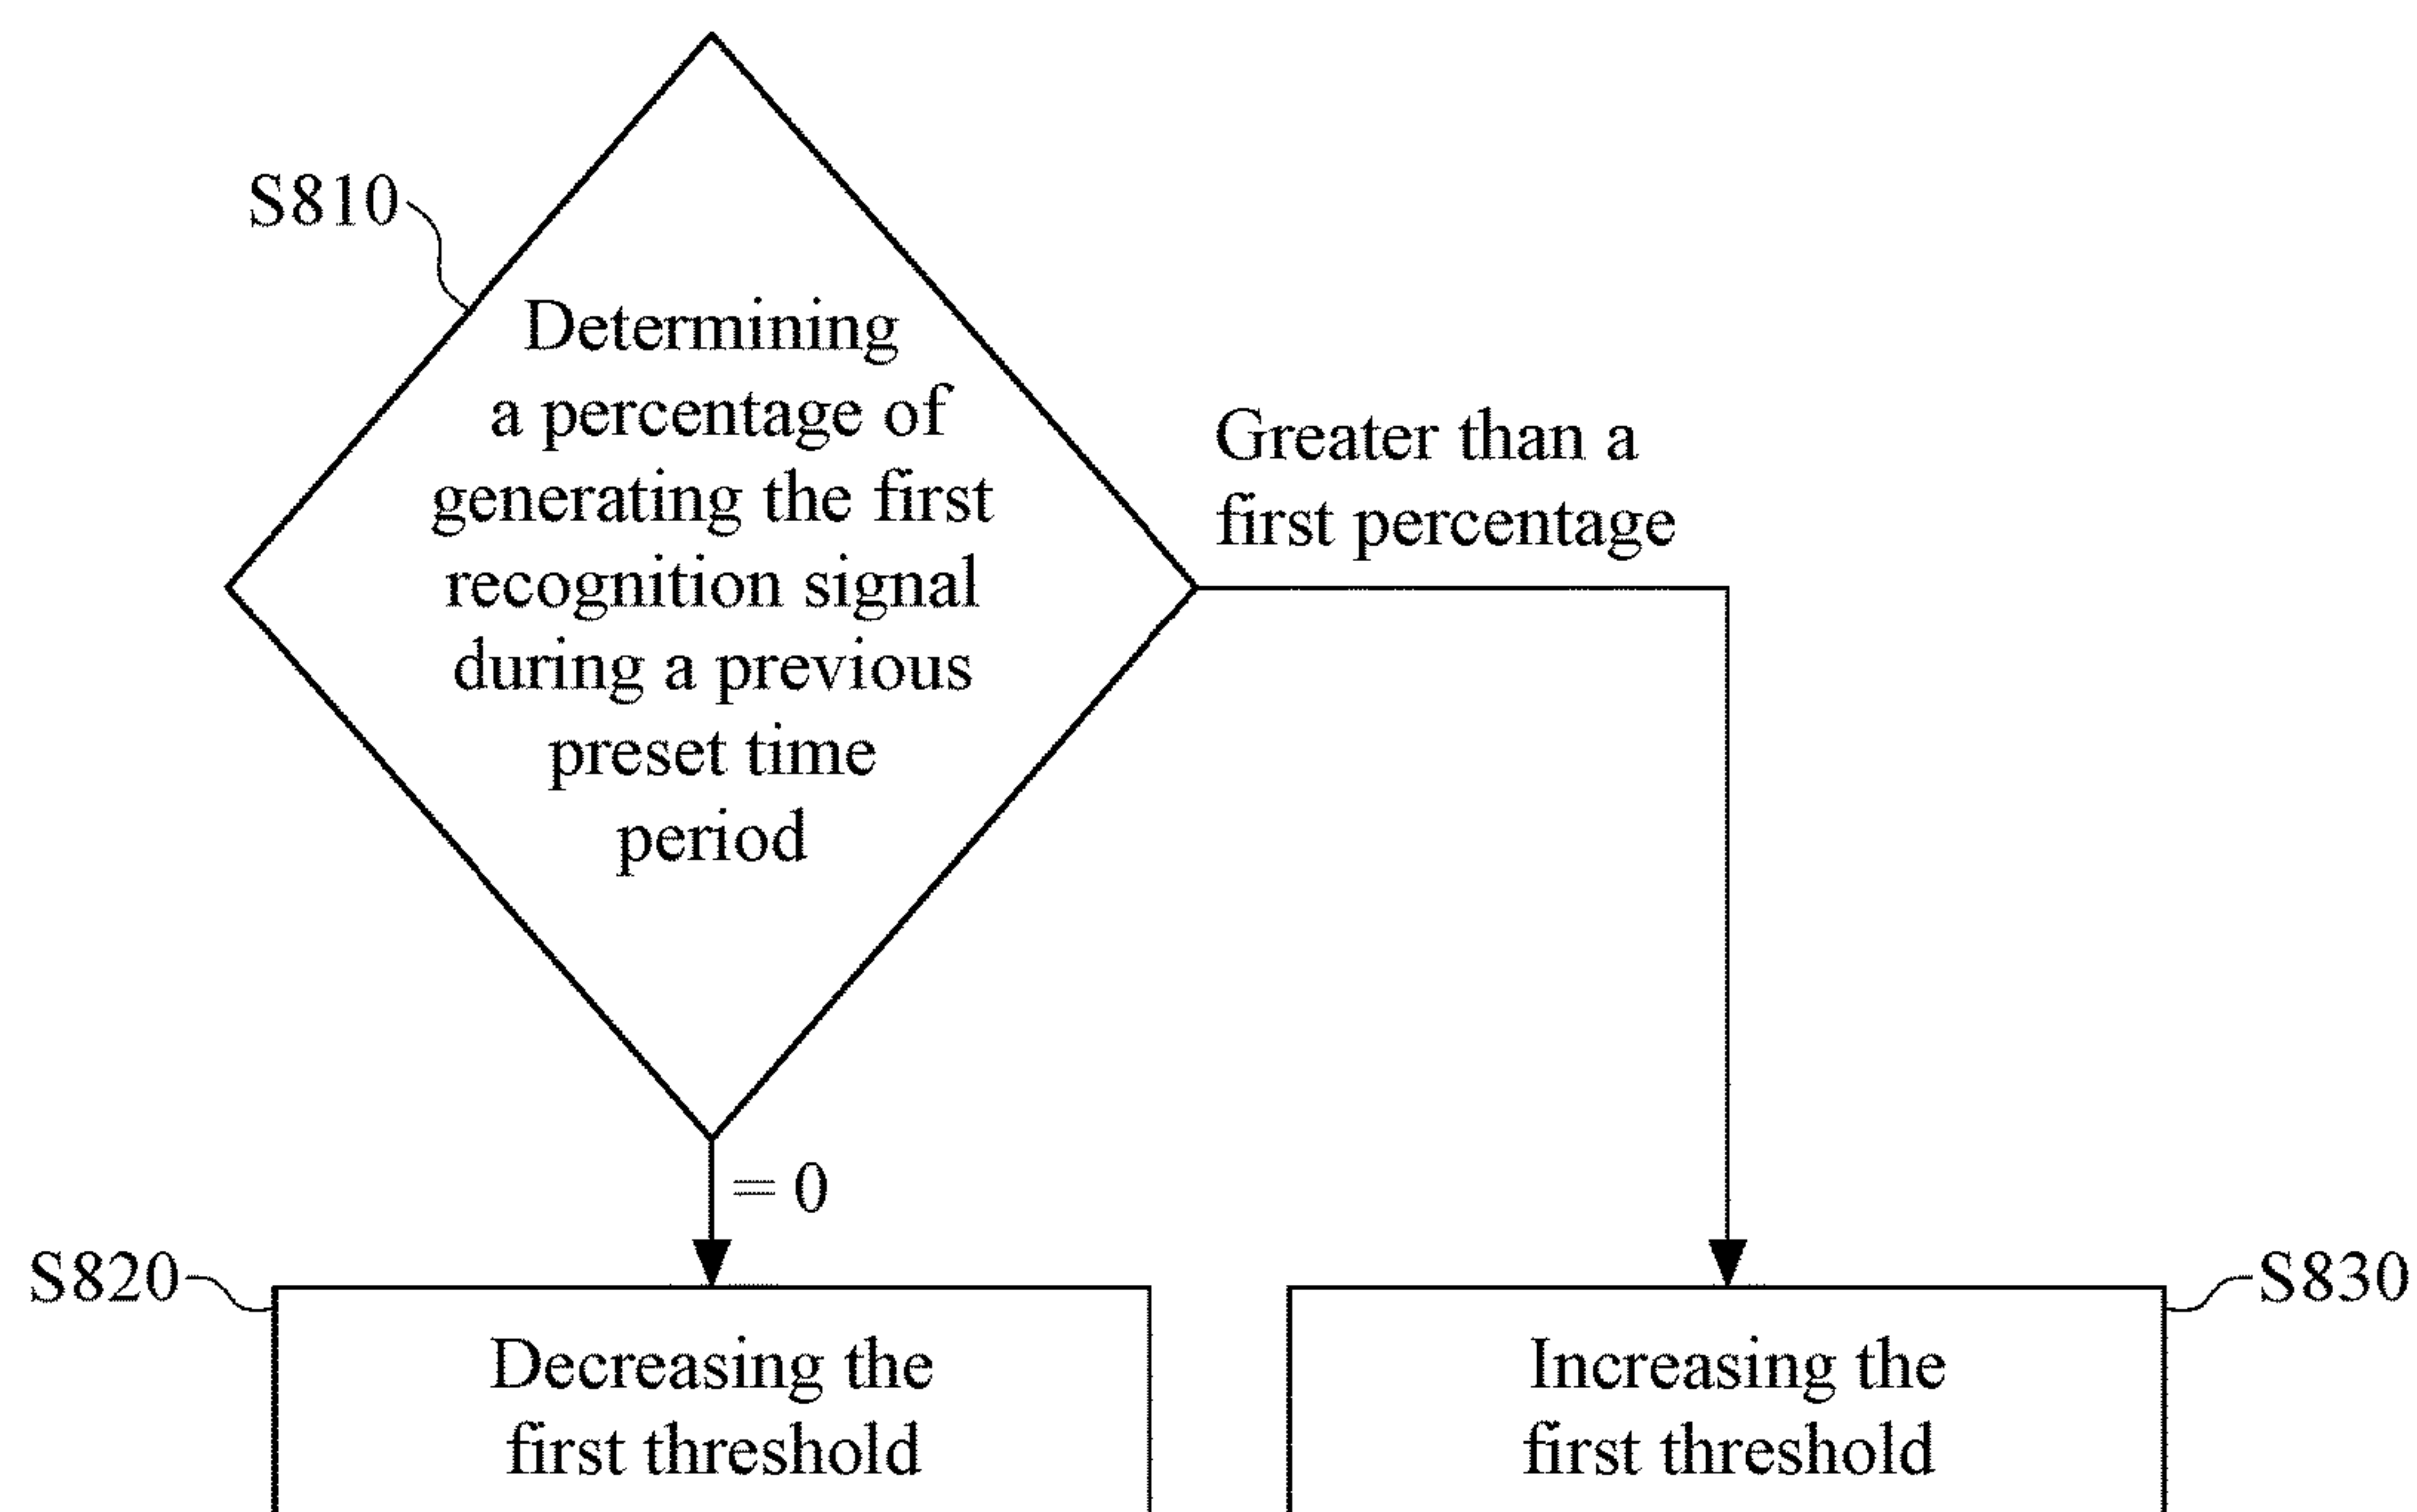 S810
Determining
a percentage of
generating the first
recognition signal
during a previous
preset time
period
Greater than a
first percentage
= 0
S820
Decreasing the
first threshold
S830
Increasing the
first threshold